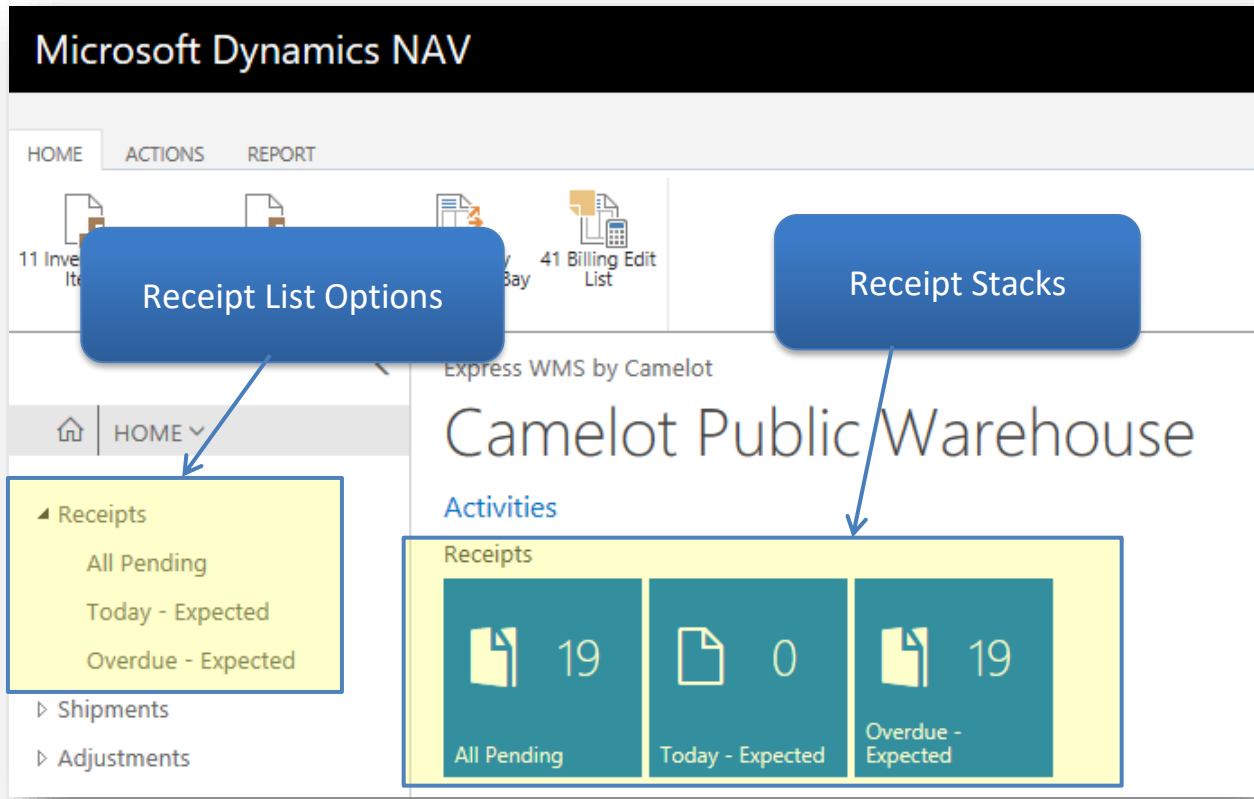 Microsoft Dynamics NAV
HOME ACTIONS REPORT
11
41 Billing Edit
List
Bay
Receipt List Options
Receipt Stacks
Express WMS by Camelot
HOME
Camelot Public Warehouse
Receipts
All Pending
Today - Expected
Overdue - Expected
Shipments
Adjustments
Activities
Receipts
19
All Pending
0
Today - Expected
19
Overdue -
Expected